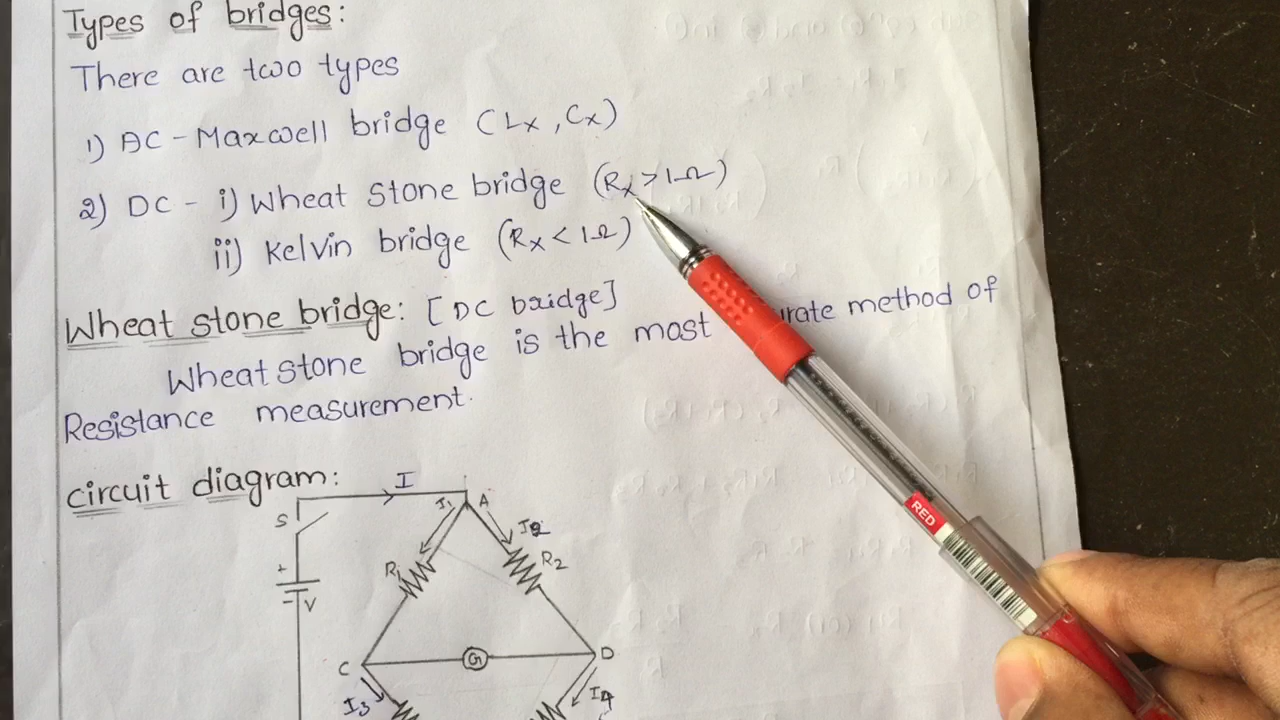 Types of bridges:
There are two types
1) AC - Maxwell bridge (Lx, Cx)
2) DC - i) Wheat Stone bridge (Rx > 1Ω)
ii) Kelvin bridge (Rx < 1Ω)
Wheat stone bridge: [DC bridge]
Wheat stone bridge is the most urate method of
Resistance measurement.
circuit diagram:
I
S
I1
A
I2
R1
R2
+
- V
C
G
D
I3
I4
RED